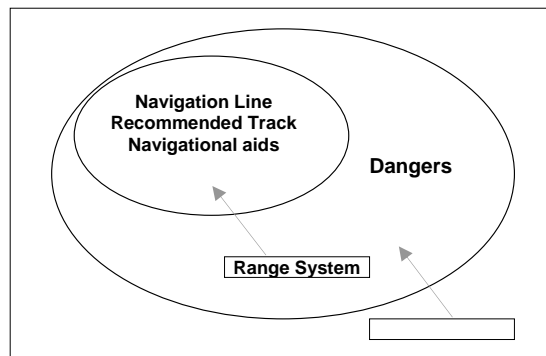 Navigation Line
Recommended Track
Navigational aids
Dangers
Range System